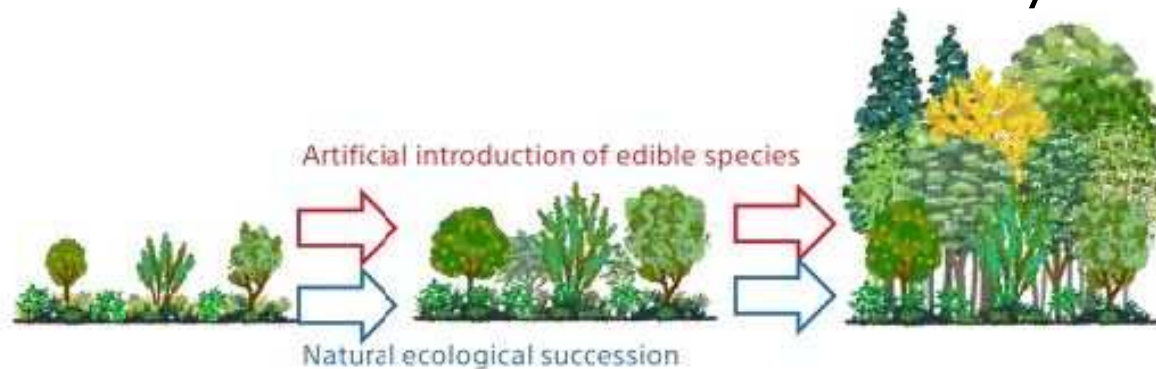 Artificial introduction of edible species
Natural ecological succession